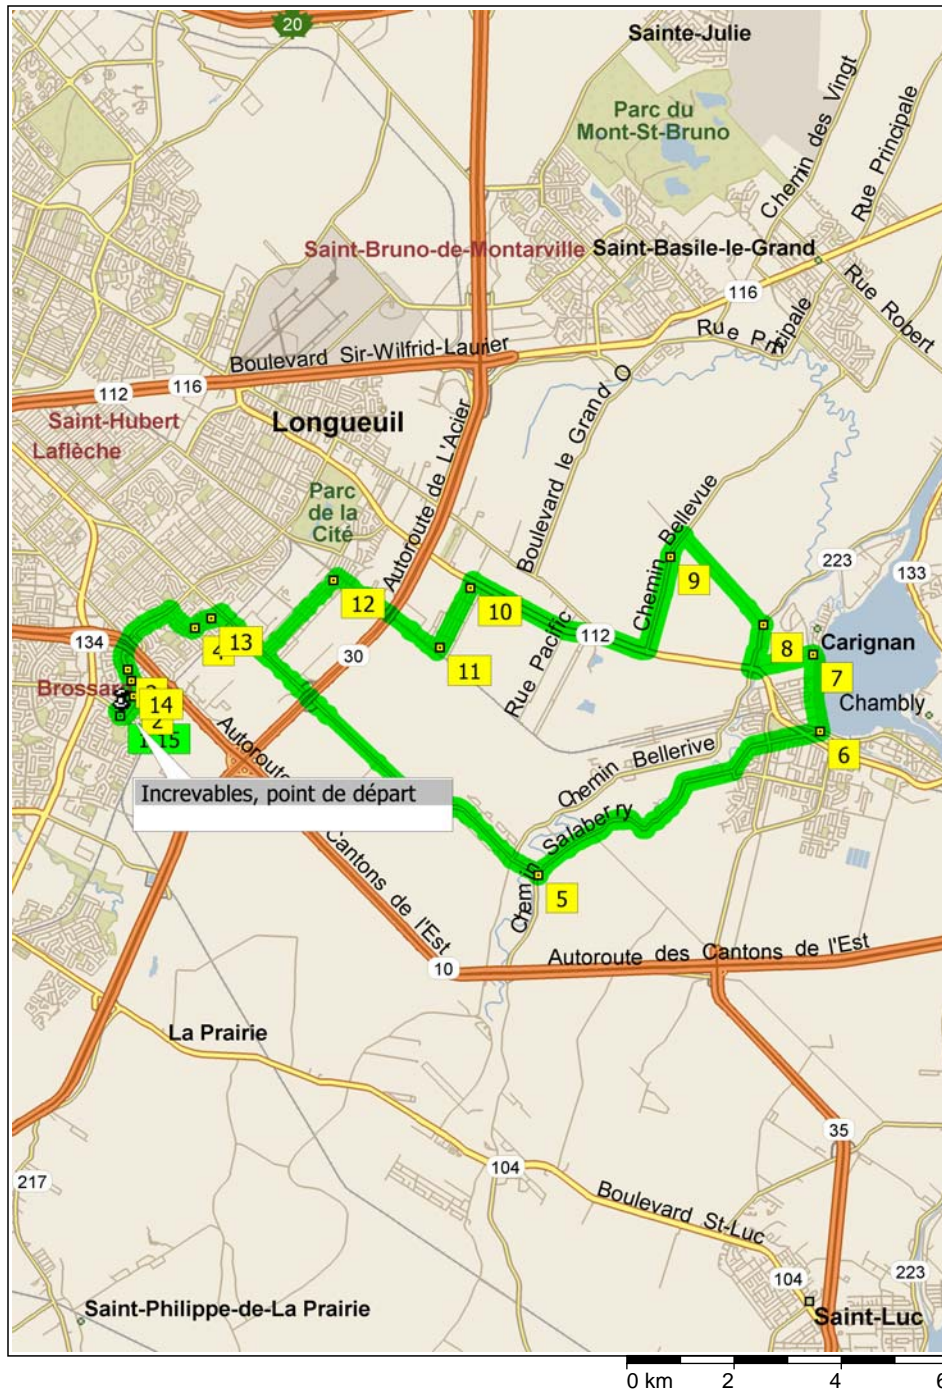 20
Sainte-Julie
Parc du
Mont-St-Bruno
Chemin des Vingt
Rue Principale
Saint-Bruno-de-Montarville
Saint-Basile-le-Grand
116
Rue Robert
Rue Principale
Boulevard Sir-Wilfrid-Laurier
112
116
Saint-Hubert
Laflèche
Longueuil
Autoroute de L'Acier
Boulevard le Grand O
Parc
de la
Cité
Chemin Bellevue
9
223
133
12
10
134
4
13
30
11
Rue Pacific
112
8
Carignan
7
Chambly
Brossar
14
2
15
6
Autoroute des Cantons de l'Est
Chemin Bellerive
Increvables, point de départ
Chemin Salaberry
5
10
Autoroute des Cantons de l'Est
La Prairie
35
104
217
Boulevard St-Luc
104
223
Saint-Philippe-de-La Prairie
Saint-Luc
0 km 2 4 6